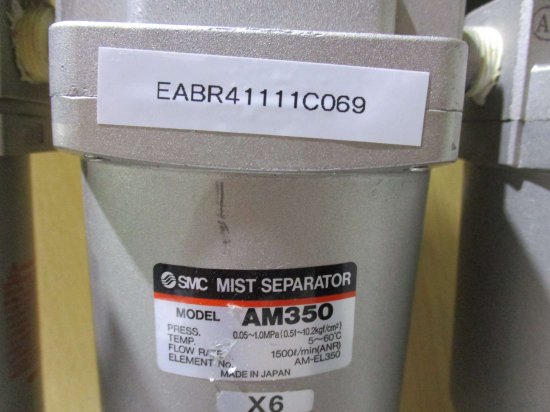 EABR41111C069
SMC MIST SEPARATOR
MODEL AM350
PRESS. 0.05~1.0MPa{0.51~10.2kgf/cm²}
TEMP. 5~60℃
FLOW RATE 1500ℓ/min(ANR)
ELEMENT No. AM-EL350
MADE IN JAPAN
X6